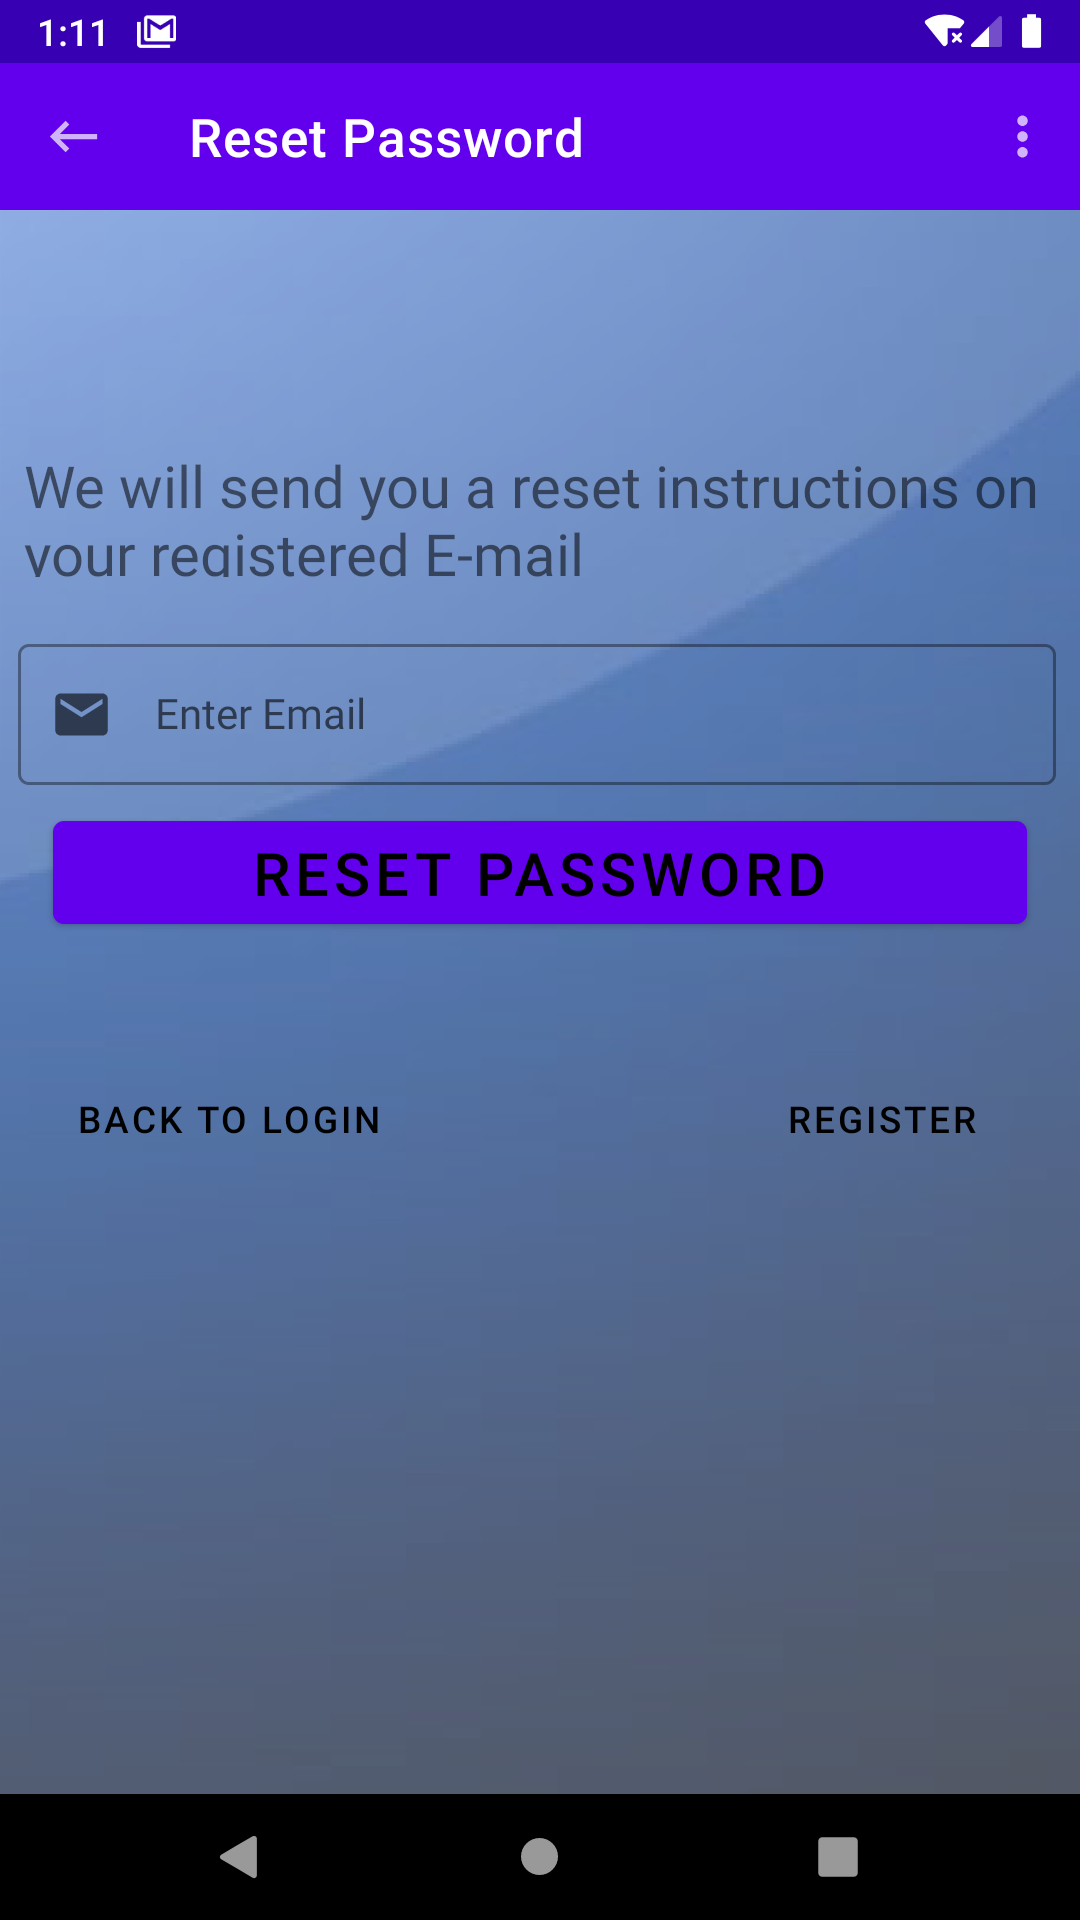 1:11
Reset Password
We will send you a reset instructions on
your registered E-mail
Enter Email
RESET PASSWORD
BACK TO LOGIN
REGISTER